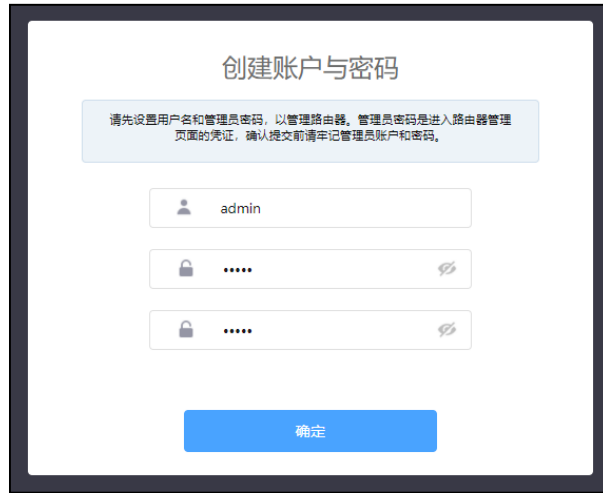 创建账户与密码
请先设置用户名和管理员密码，以管理路由器。管理员密码是进入路由器管理
页面的凭证，确认提交前请牢记管理员账户和密码。
admin
•••••
•••••
确定